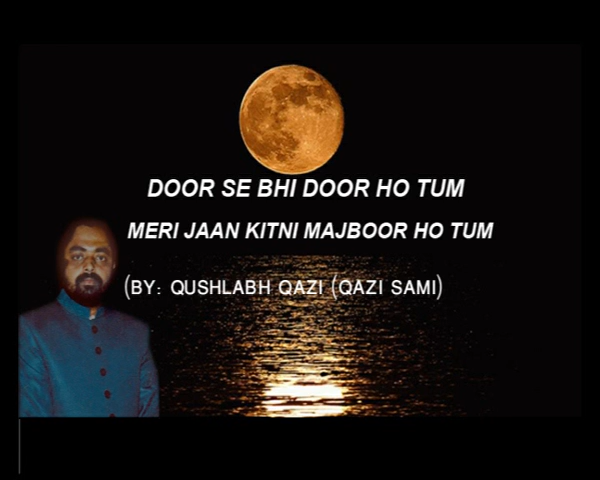 DOOR SE BHI DOOR HO TUM
MERI JAAN KITNI MAJBOOR HO TUM
(BY: QUSHLABH QAZI (QAZI SAMI)